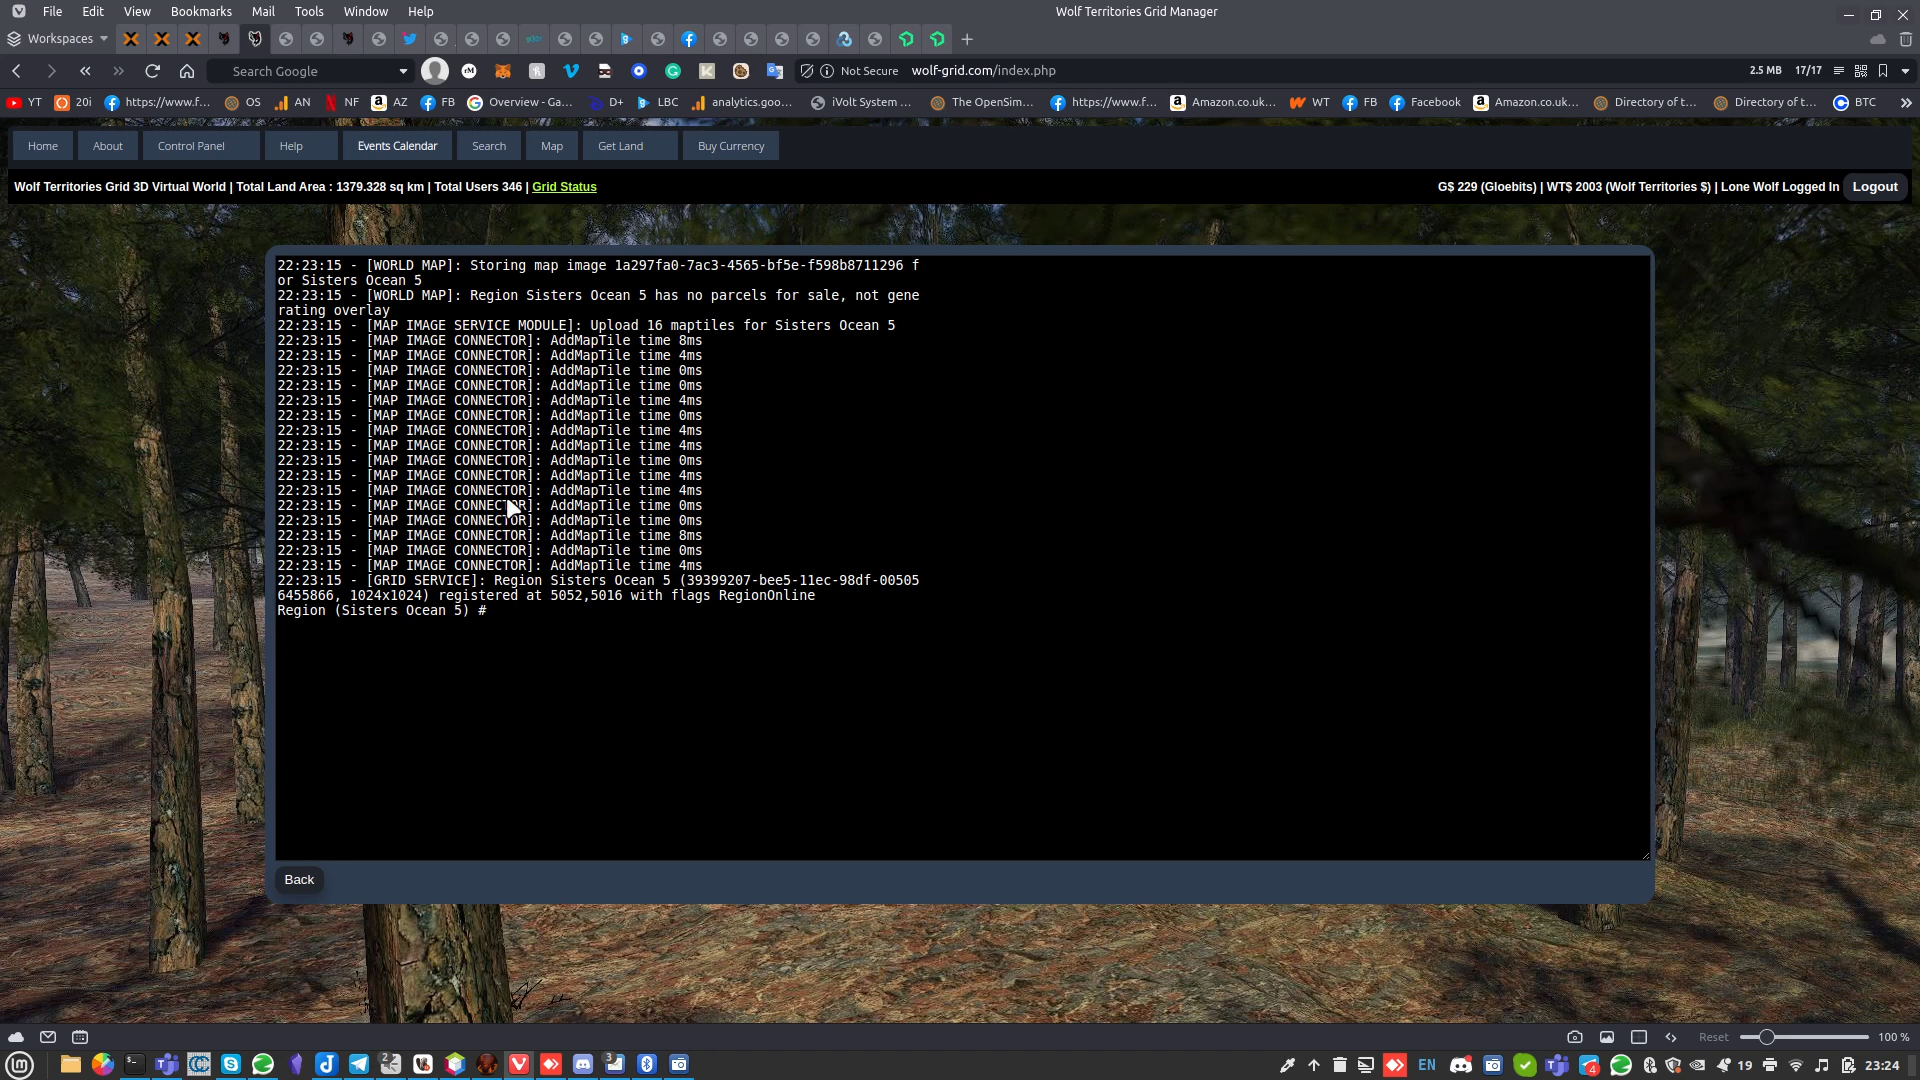 File Edit View Bookmarks Mail Tools Window Help
Wolf Territories Grid Manager
Workspaces
Search Google
Not Secure wolf-grid.com/index.php
2.5 MB 17/17
YT 20i https://www.f... OS AN NF AZ FB Overview - Ga... D+ LBC analytics.goo... iVolt System ... The OpenSim... https://www.f... Amazon.co.uk... WT FB Facebook Amazon.co.uk... Directory of t... Directory of t... BTC
Home About Control Panel Help Events Calendar Search Map Get Land Buy Currency
Wolf Territories Grid 3D Virtual World | Total Land Area : 1379.328 sq km | Total Users 346 | Grid Status
G$ 229 (Gloebits) | WT$ 2003 (Wolf Territories $) | Lone Wolf Logged In Logout
22:23:15 - [WORLD MAP]: Storing map image 1a297fa0-7ac3-4565-bf5e-f598b8711296 f
or Sisters Ocean 5
22:23:15 - [WORLD MAP]: Region Sisters Ocean 5 has no parcels for sale, not gene
rating overlay
22:23:15 - [MAP IMAGE SERVICE MODULE]: Upload 16 maptiles for Sisters Ocean 5
22:23:15 - [MAP IMAGE CONNECTOR]: AddMapTile time 8ms
22:23:15 - [MAP IMAGE CONNECTOR]: AddMapTile time 4ms
22:23:15 - [MAP IMAGE CONNECTOR]: AddMapTile time 0ms
22:23:15 - [MAP IMAGE CONNECTOR]: AddMapTile time 0ms
22:23:15 - [MAP IMAGE CONNECTOR]: AddMapTile time 4ms
22:23:15 - [MAP IMAGE CONNECTOR]: AddMapTile time 0ms
22:23:15 - [MAP IMAGE CONNECTOR]: AddMapTile time 4ms
22:23:15 - [MAP IMAGE CONNECTOR]: AddMapTile time 4ms
22:23:15 - [MAP IMAGE CONNECTOR]: AddMapTile time 0ms
22:23:15 - [MAP IMAGE CONNECTOR]: AddMapTile time 4ms
22:23:15 - [MAP IMAGE CONNECTOR]: AddMapTile time 4ms
22:23:15 - [MAP IMAGE CONNECTOR]: AddMapTile time 0ms
22:23:15 - [MAP IMAGE CONNECTOR]: AddMapTile time 0ms
22:23:15 - [MAP IMAGE CONNECTOR]: AddMapTile time 8ms
22:23:15 - [MAP IMAGE CONNECTOR]: AddMapTile time 0ms
22:23:15 - [MAP IMAGE CONNECTOR]: AddMapTile time 4ms
22:23:15 - [GRID SERVICE]: Region Sisters Ocean 5 (39399207-bee5-11ec-98df-00505
6455866, 1024x1024) registered at 5052,5016 with flags RegionOnline
Region (Sisters Ocean 5) #
Back
Reset 100 %
EN 19 23:24